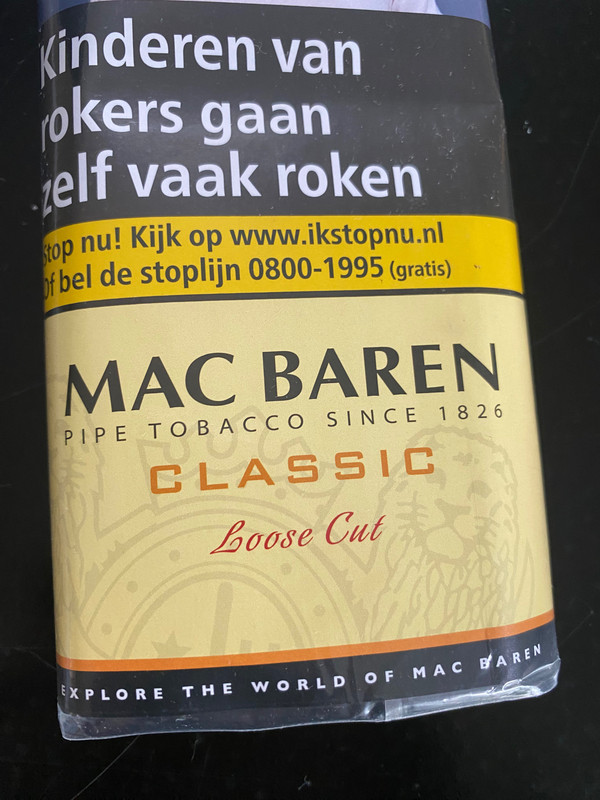 Kinderen van
rokers gaan
zelf vaak roken
Stop nu! Kijk op www.ikstopnu.nl
Of bel de stoplijn 0800-1995 (gratis)
MAC BAREN
PIPE TOBACCO SINCE 1826
CLASSIC
Loose Cut
EXPLORE THE WORLD OF MAC BAREN